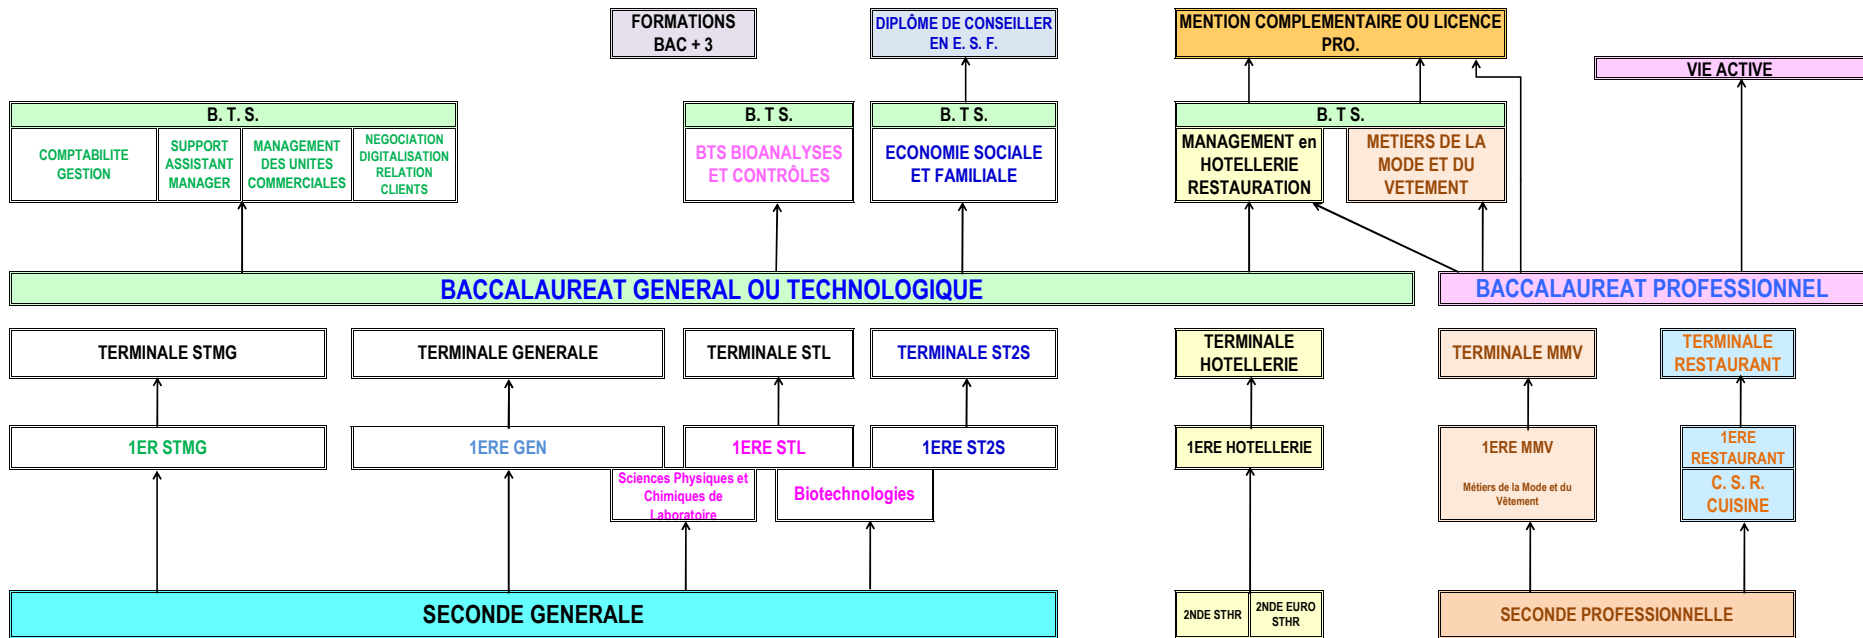 FORMATIONS
BAC + 3
DIPLÔME DE CONSEILLER
EN E. S. F.
MENTION COMPLEMENTAIRE OU LICENCE
PRO.
VIE ACTIVE
B. T. S.
B. T S.
B. T S.
B. T. S.
COMPTABILITE
GESTION
SUPPORT
ASSISTANT
MANAGER
MANAGEMENT
DES UNITES
COMMERCIALES
NEGOCIATION
DIGITALISATION
RELATION
CLIENTS
BTS BIOANALYSES
ET CONTRÔLES
ECONOMIE SOCIALE
ET FAMILIALE
MANAGEMENT en
HOTELLERIE
RESTAURATION
METIERS DE LA
MODE ET DU
VETEMENT
BACCALAUREAT GENERAL OU TECHNOLOGIQUE
BACCALAUREAT PROFESSIONNEL
TERMINALE STMG
TERMINALE GENERALE
TERMINALE STL
TERMINALE ST2S
TERMINALE
HOTELLERIE
TERMINALE MMV
TERMINALE
RESTAURANT
1ER STMG
1ERE GEN
1ERE STL
1ERE ST2S
1ERE HOTELLERIE
1ERE MMV
Métiers de la Mode et du
Vêtement
1ERE
RESTAURANT
C. S. R.
CUISINE
Sciences Physiques et
Chimiques de
Laboratoire
Biotechnologies
SECONDE GENERALE
2NDE STHR
2NDE EURO
STHR
SECONDE PROFESSIONNELLE